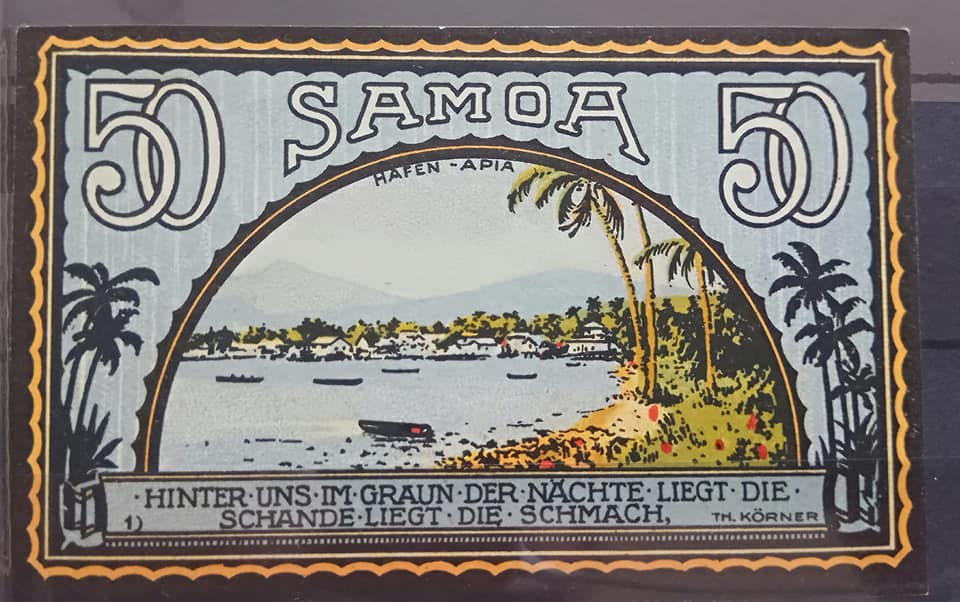 50 SAMOA 50
HAFEN - APIA
·HINTER·UNS·IM·GRAUN·DER·NÄCHTE·LIEGT·DIE·
1) SCHANDE·LIEGT·DIE·SCHMACH, TH. KÖRNER